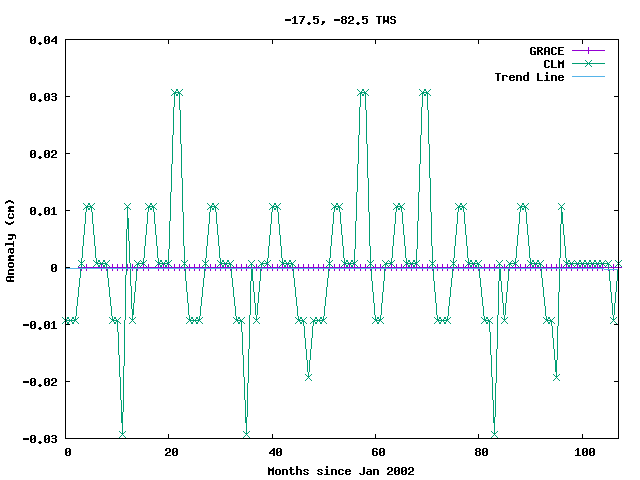 -17.5, -82.5 TWS
GRACE
CLM
Trend Line
0.04
0.03
0.02
0.01
0
-0.01
-0.02
-0.03
Anomaly (cm)
0 20 40 60 80 100
Months since Jan 2002